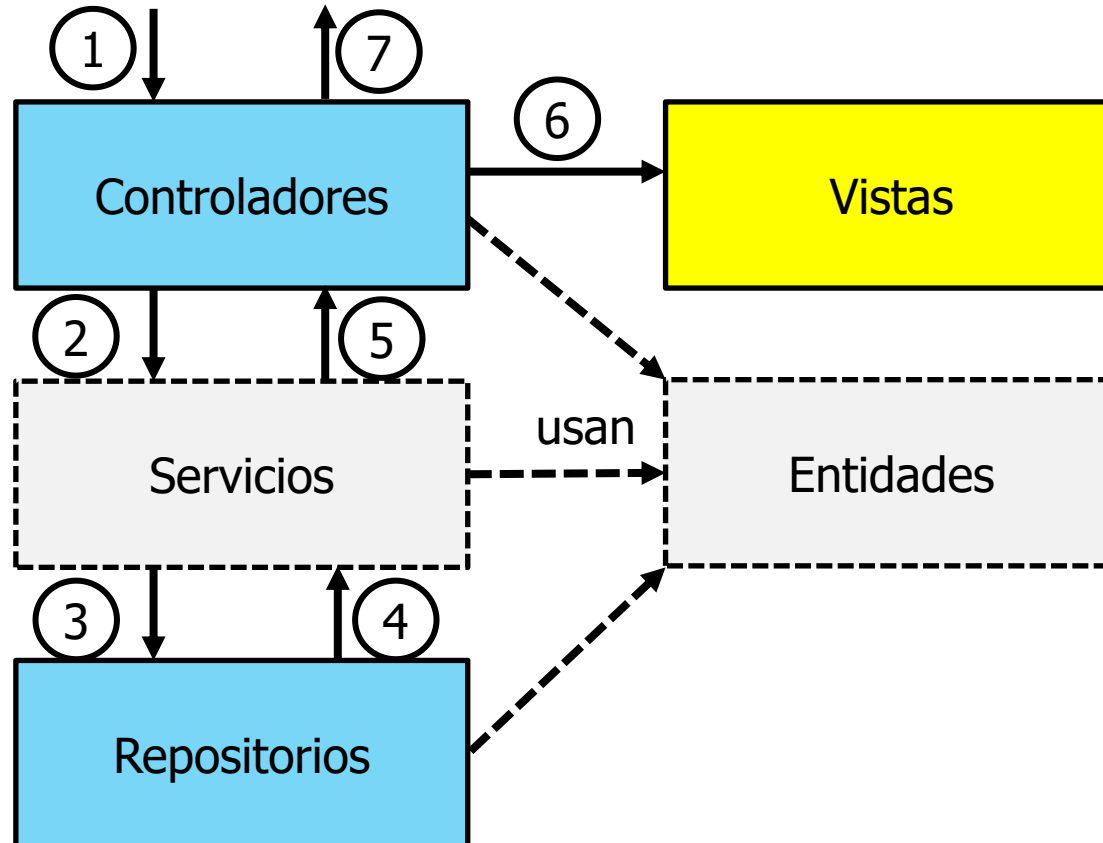 1
7
6
Controladores
Vistas
2
5
usan
Servicios
Entidades
3
4
Repositorios